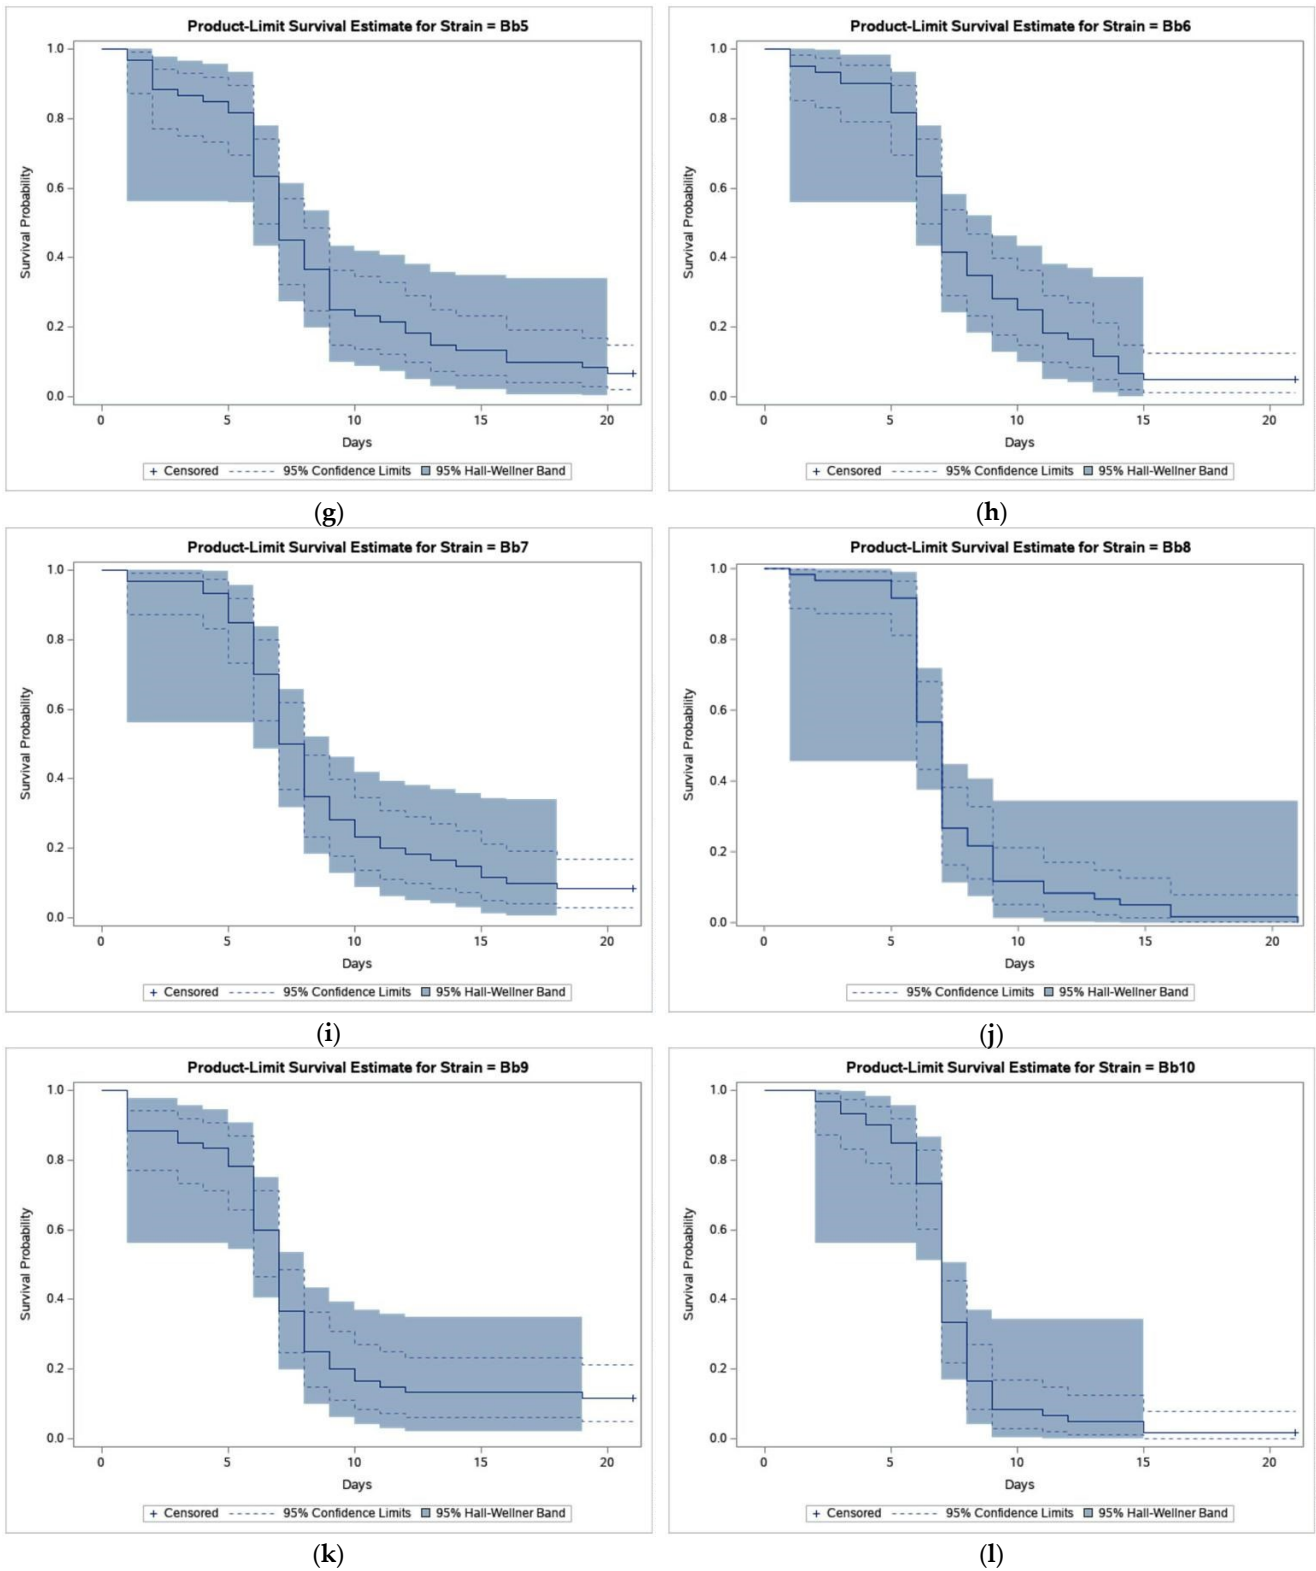 Product-Limit Survival Estimate for Strain = Bb5
1.0
0.8
0.6
0.4
0.2
0.0
Survival Probability
0 5 10 15 20
Days
+ Censored 95% Confidence Limits 95% Hall-Wellner Band
(g)
Product-Limit Survival Estimate for Strain = Bb6
1.0
0.8
0.6
0.4
0.2
0.0
Survival Probability
0 5 10 15 20
Days
+ Censored 95% Confidence Limits 95% Hall-Wellner Band
(h)
Product-Limit Survival Estimate for Strain = Bb7
1.0
0.8
0.6
0.4
0.2
0.0
Survival Probability
0 5 10 15 20
Days
+ Censored 95% Confidence Limits 95% Hall-Wellner Band
(i)
Product-Limit Survival Estimate for Strain = Bb8
1.0
0.8
0.6
0.4
0.2
0.0
Survival Probability
0 5 10 15 20
Days
95% Confidence Limits 95% Hall-Wellner Band
(j)
Product-Limit Survival Estimate for Strain = Bb9
1.0
0.8
0.6
0.4
0.2
0.0
Survival Probability
0 5 10 15 20
Days
+ Censored 95% Confidence Limits 95% Hall-Wellner Band
(k)
Product-Limit Survival Estimate for Strain = Bb10
1.0
0.8
0.6
0.4
0.2
0.0
Survival Probability
0 5 10 15 20
Days
+ Censored 95% Confidence Limits 95% Hall-Wellner Band
(l)